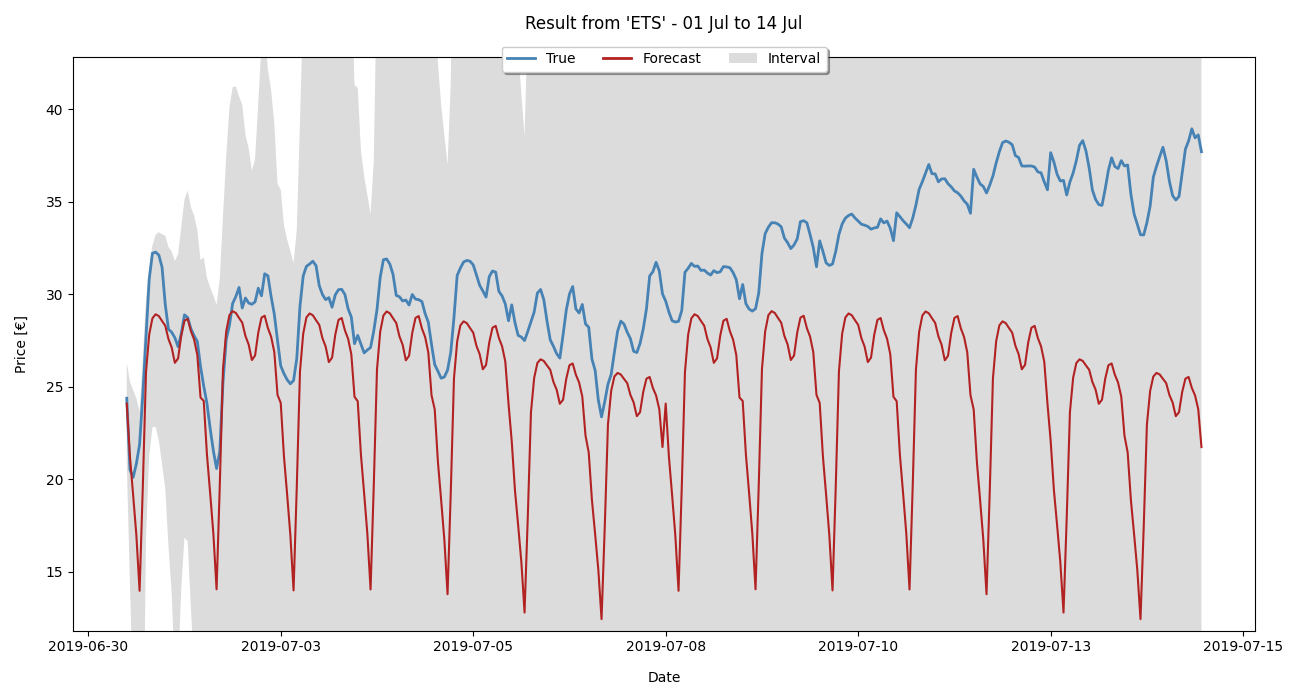 Result from 'ETS' - 01 Jul to 14 Jul
True Forecast Interval
Price [€]
40
35
30
25
20
15
2019-06-30 2019-07-03 2019-07-05 2019-07-08 2019-07-10 2019-07-13 2019-07-15
Date